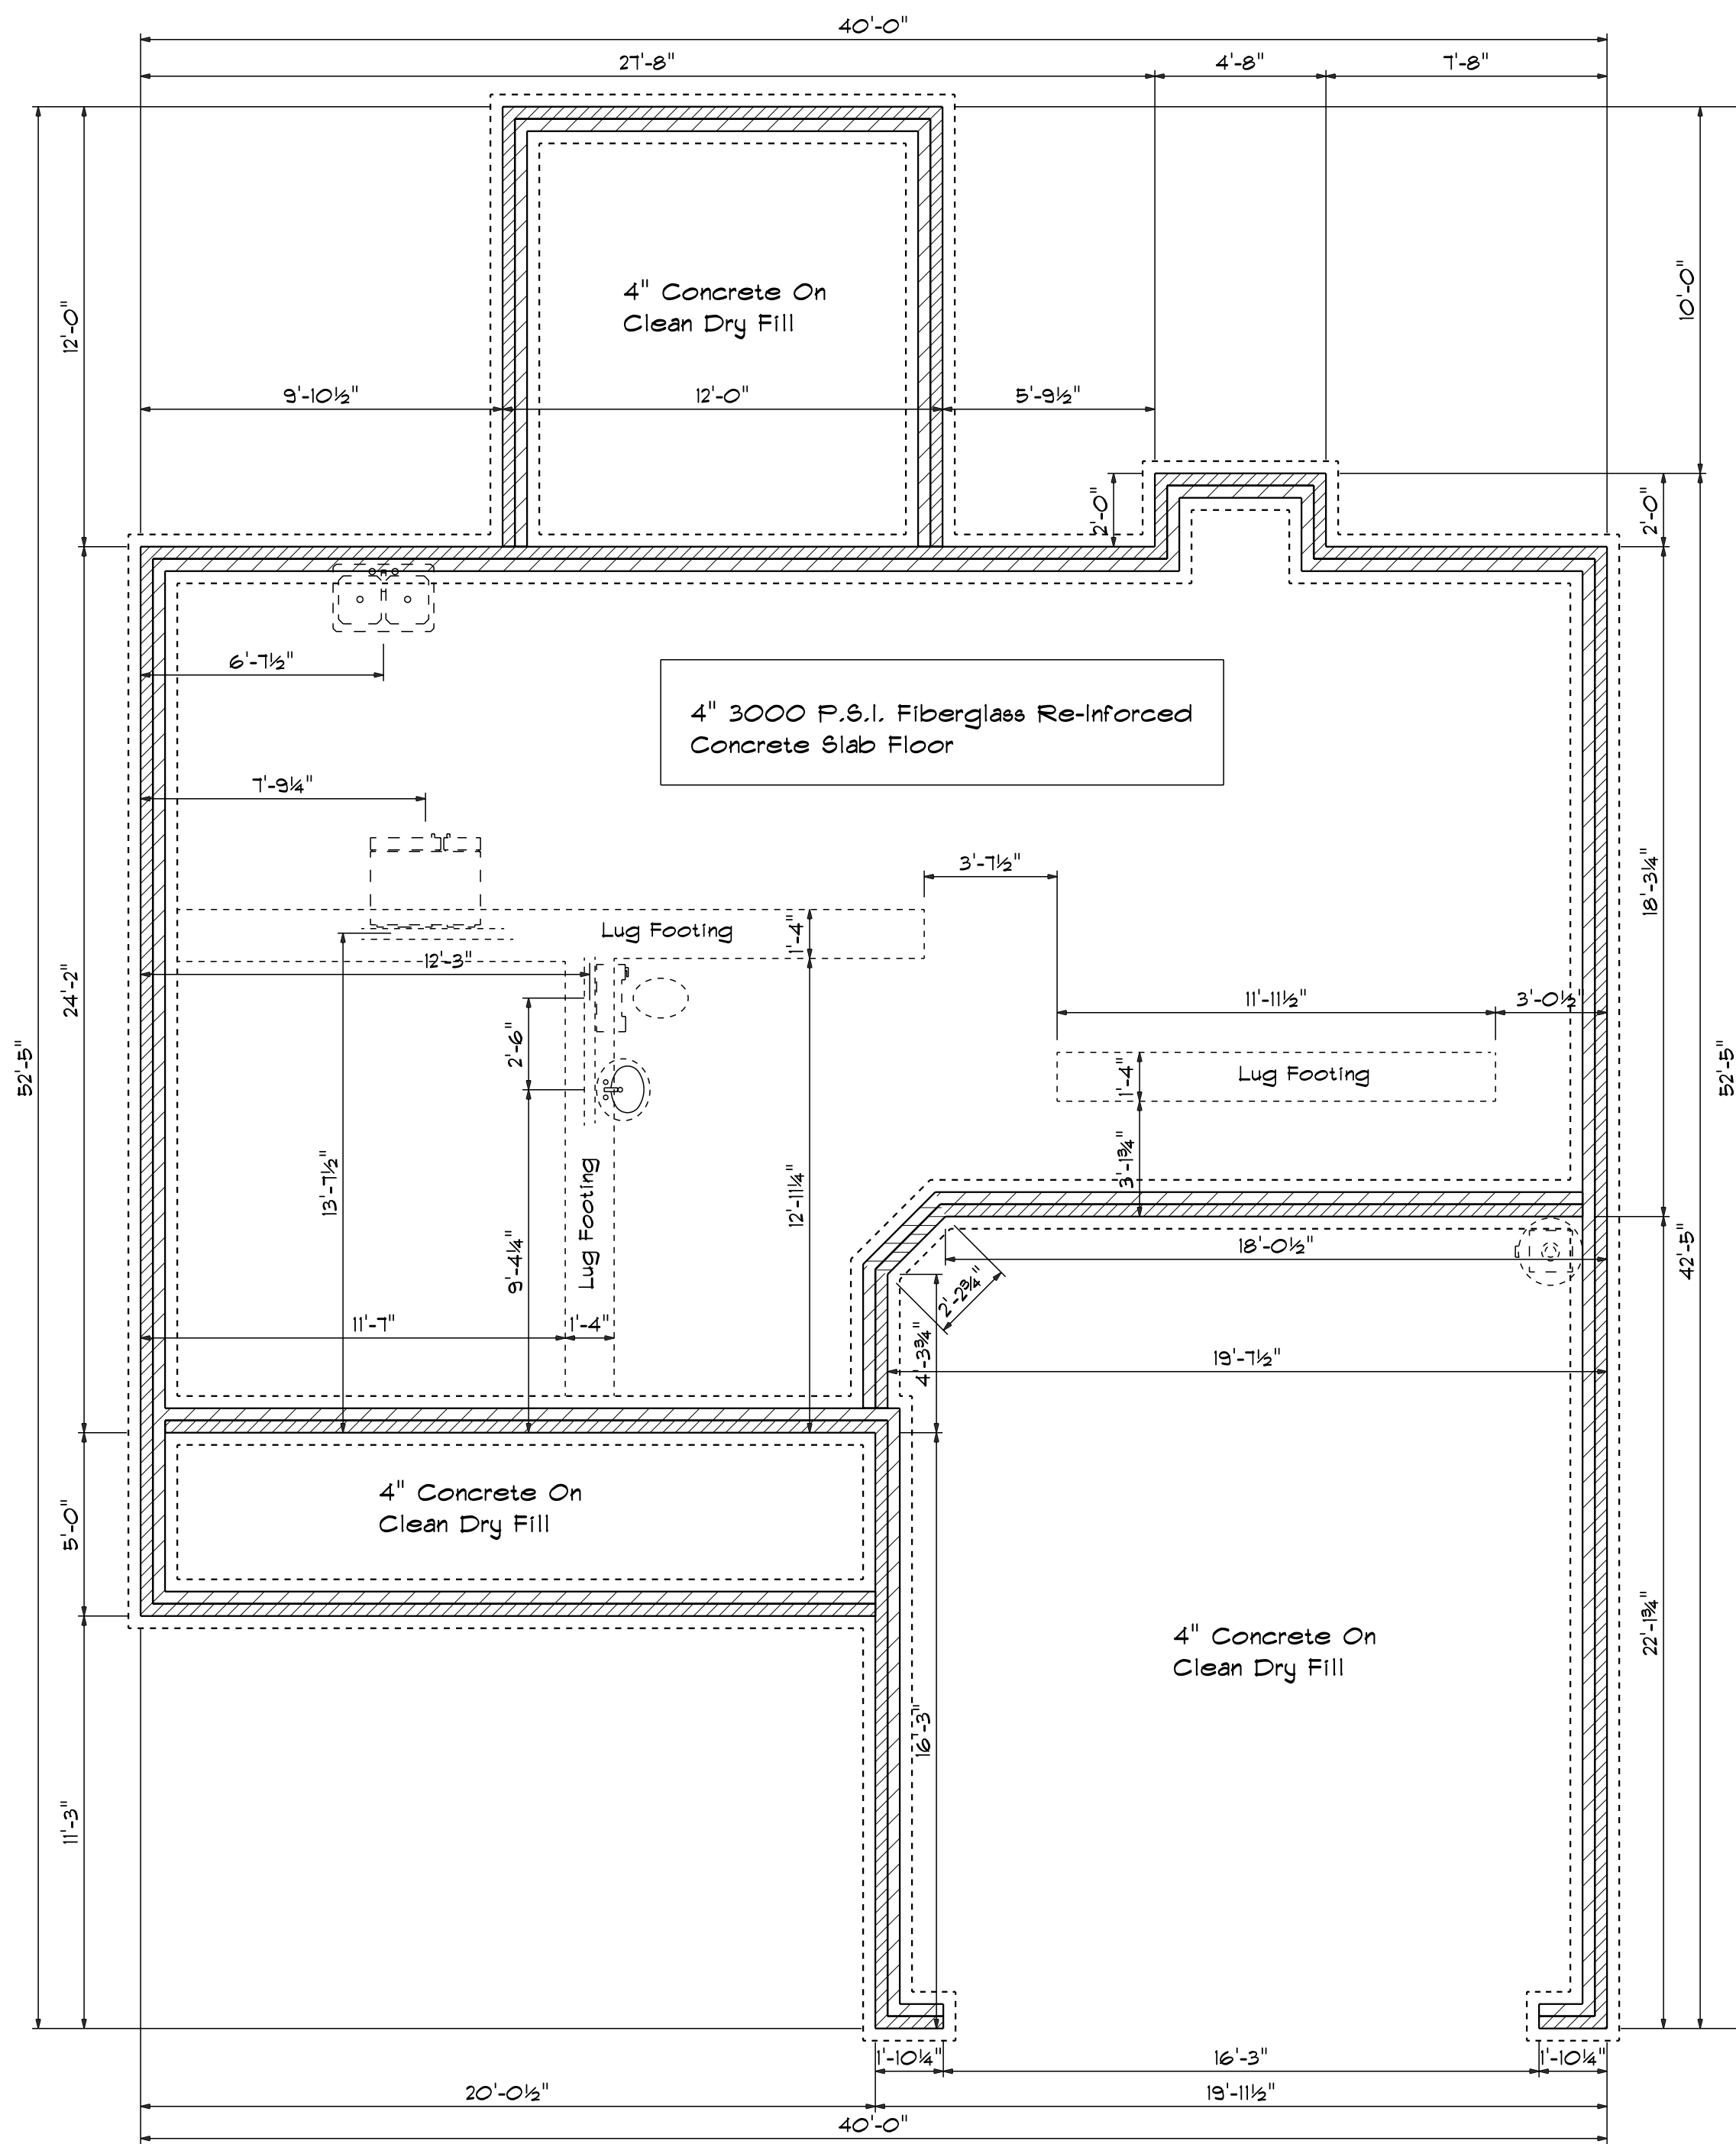 40'-0"
27'-8" 4'-8" 7'-8"
12'-0"
10'-0"
4" Concrete On
Clean Dry Fill
9'-10½" 12'-0" 5'-9½"
2'-0"
2'-0"
6'-7½"
4" 3000 P.S.I. Fiberglass Re-Inforced
Concrete Slab Floor
7'-9¼"
3'-7½"
18'-3¼"
Lug Footing
1'-4"
12'-3"
24'-2"
11'-11½" 3'-0½"
2'-6"
52'-5"
52'-5"
1'-4"
Lug Footing
3'-1¾"
13'-7½"
12'-11¼"
Lug Footing
9'-4¼"
18'-0½"
42'-5"
2'-2¾"
11'-7" 1'-4"
4'-3¾"
19'-7½"
4" Concrete On
Clean Dry Fill
5'-0"
22'-1¾"
4" Concrete On
Clean Dry Fill
16'-3"
11'-3"
1'-10¼" 16'-3" 1'-10¼"
20'-0½" 19'-11½"
40'-0"